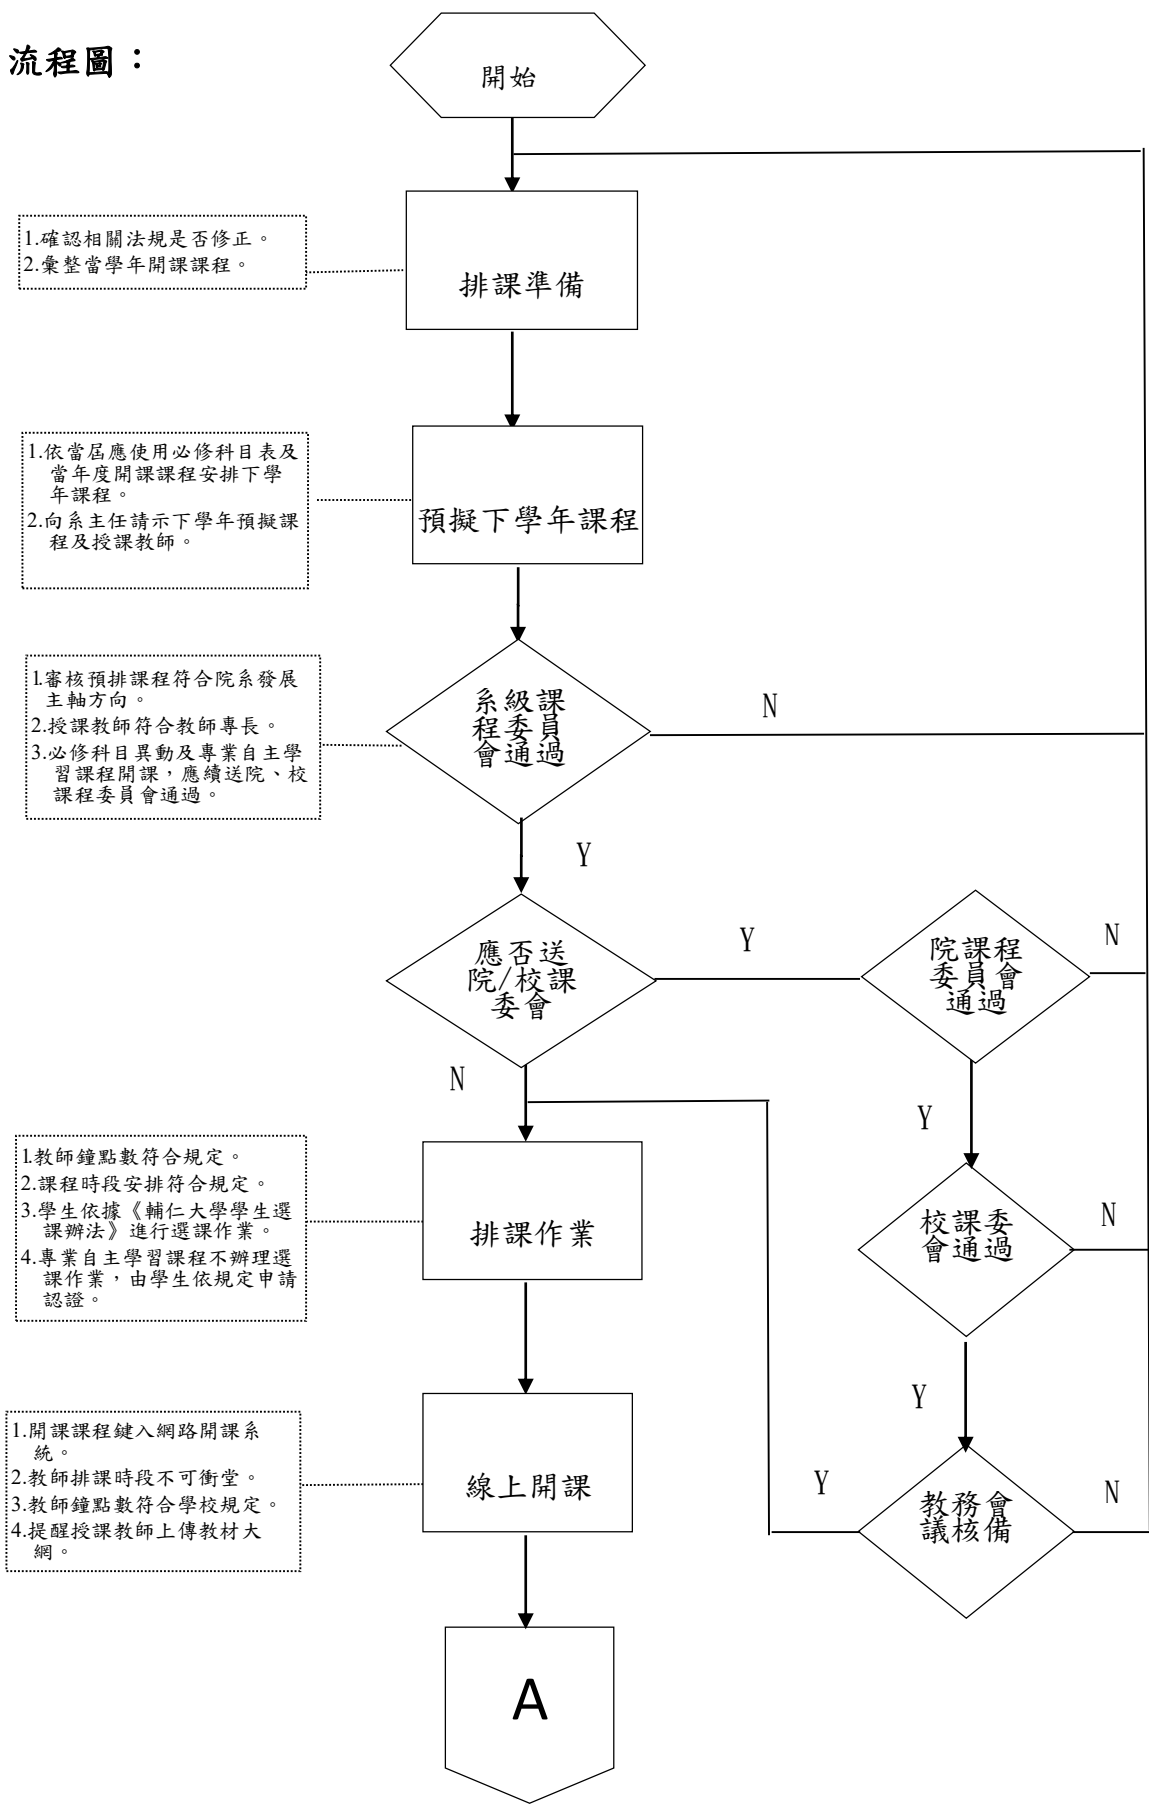 流程圖：
開始
1.確認相關法規是否修正。
2.彙整當學年開課課程。
排課準備
1.依當屆應使用必修科目表及
當年度開課課程安排下學
年課程。
2.向系主任請示下學年預擬課
程及授課教師。
預擬下學年課程
1.審核預排課程符合院系發展
主軸方向。
2.授課教師符合教師專長。
3.必修科目異動及專業自主學
習課程開課，應續送院、校
課程委員會通過。
系級課
程委員
會通過
N
Y
應否送
院/校課
委會
Y
院課程
委員會
通過
N
N
Y
1.教師鐘點數符合規定。
2.課程時段安排符合規定。
3.學生依據《輔仁大學學生選
課辦法》進行選課作業。
4.專業自主學習課程不辦理選
課作業，由學生依規定申請
認證。
排課作業
校課委
會通過
N
Y
1.開課課程鍵入網路開課系
統。
2.教師排課時段不可衝堂。
3.教師鐘點數符合學校規定。
4.提醒授課教師上傳教材大
綱。
線上開課
Y
教務會
議核備
N
A